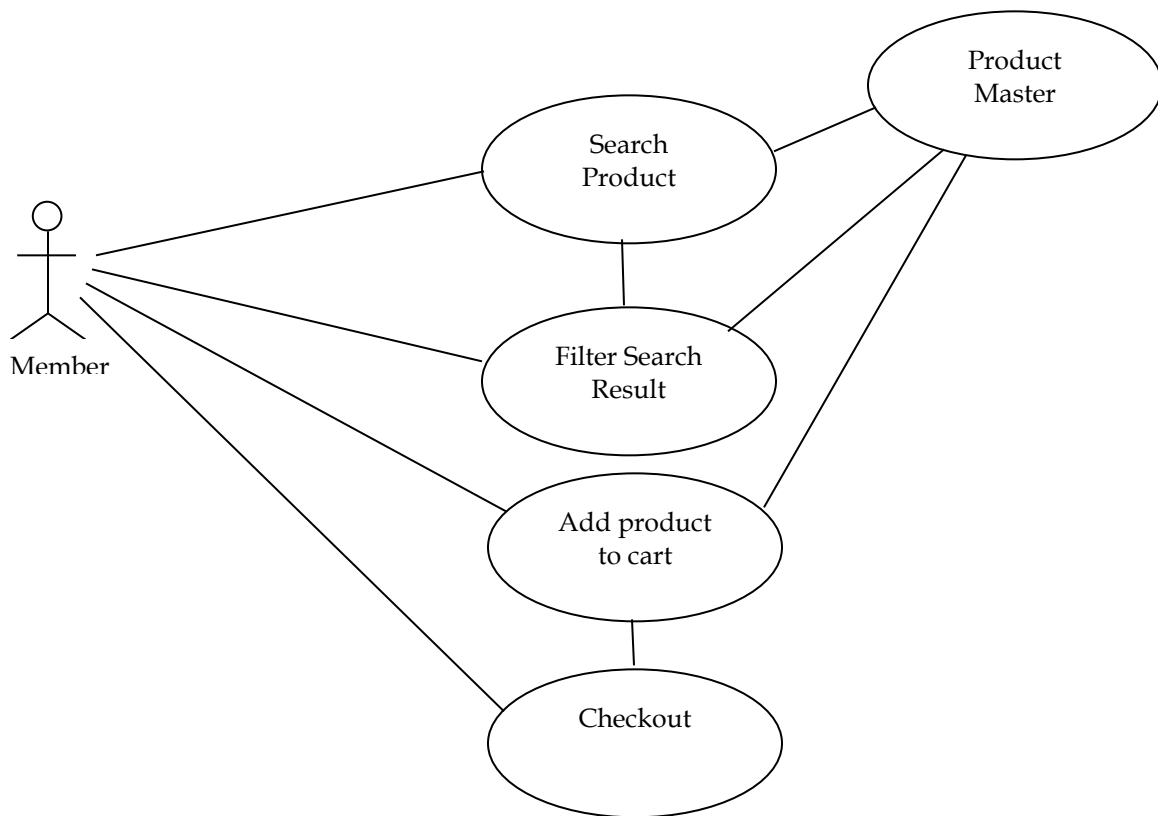 Product
Master
Search
Product
Member
Filter Search
Result
Add product
to cart
Checkout